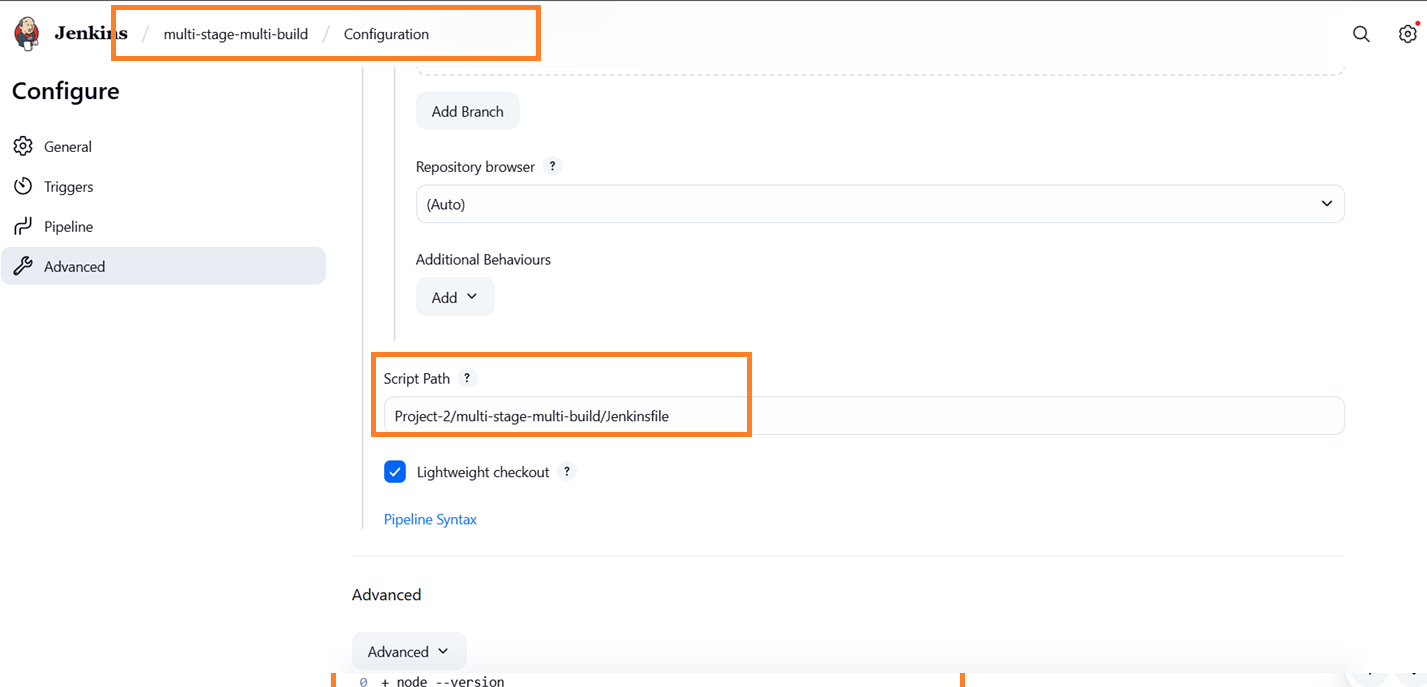 Jenkins / multi-stage-multi-build / Configuration
Configure
General
Triggers
Pipeline
Advanced
Add Branch
Repository browser ?
(Auto)
Additional Behaviours
Add
Script Path ?
Project-2/multi-stage-multi-build/Jenkinsfile
Lightweight checkout ?
Pipeline Syntax
Advanced
Advanced
0 + node --version